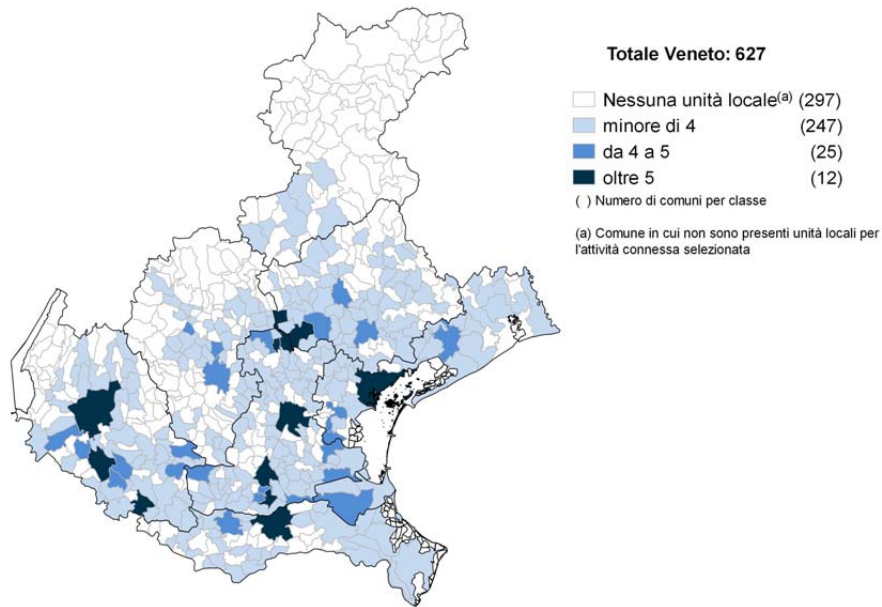 Totale Veneto: 627
Nessuna unità locale(a) (297)
minore di 4 (247)
da 4 a 5 (25)
oltre 5 (12)
( ) Numero di comuni per classe
(a) Comune in cui non sono presenti unità locali per
l'attività connessa selezionata